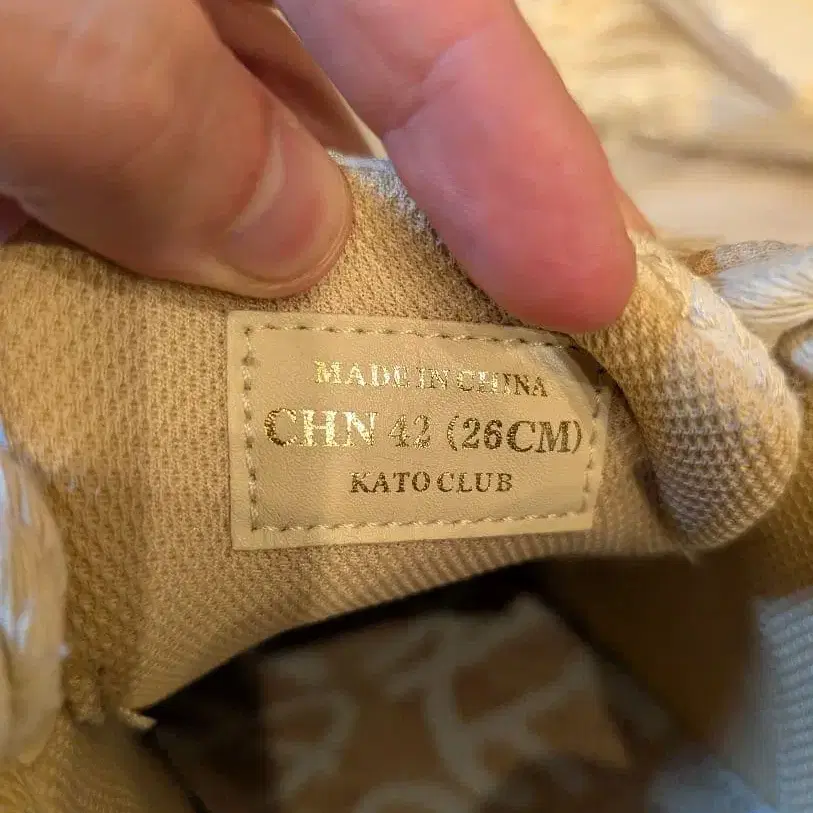 MADE IN CHINA
CHN 42 (26CM)
KATO CLUB